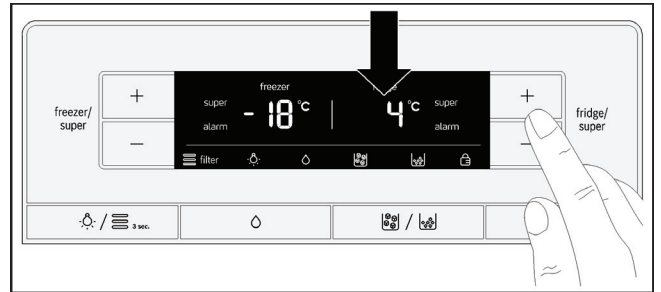 freezer
super
-18°C
alarm
4°C
super
alarm
filter
freezer/
super
+
—
+
—
fridge/
super
/ 3 sec.
/